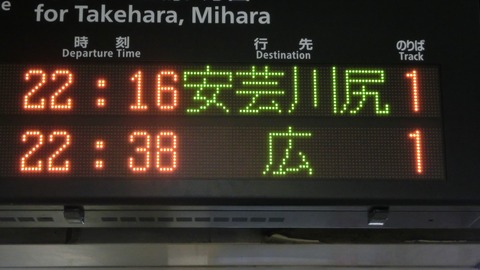 e for Takehara, Mihara
時刻 行先 のりば
Departure Time Destination Track
22:16 安芸川尻 1
22:38 広 1